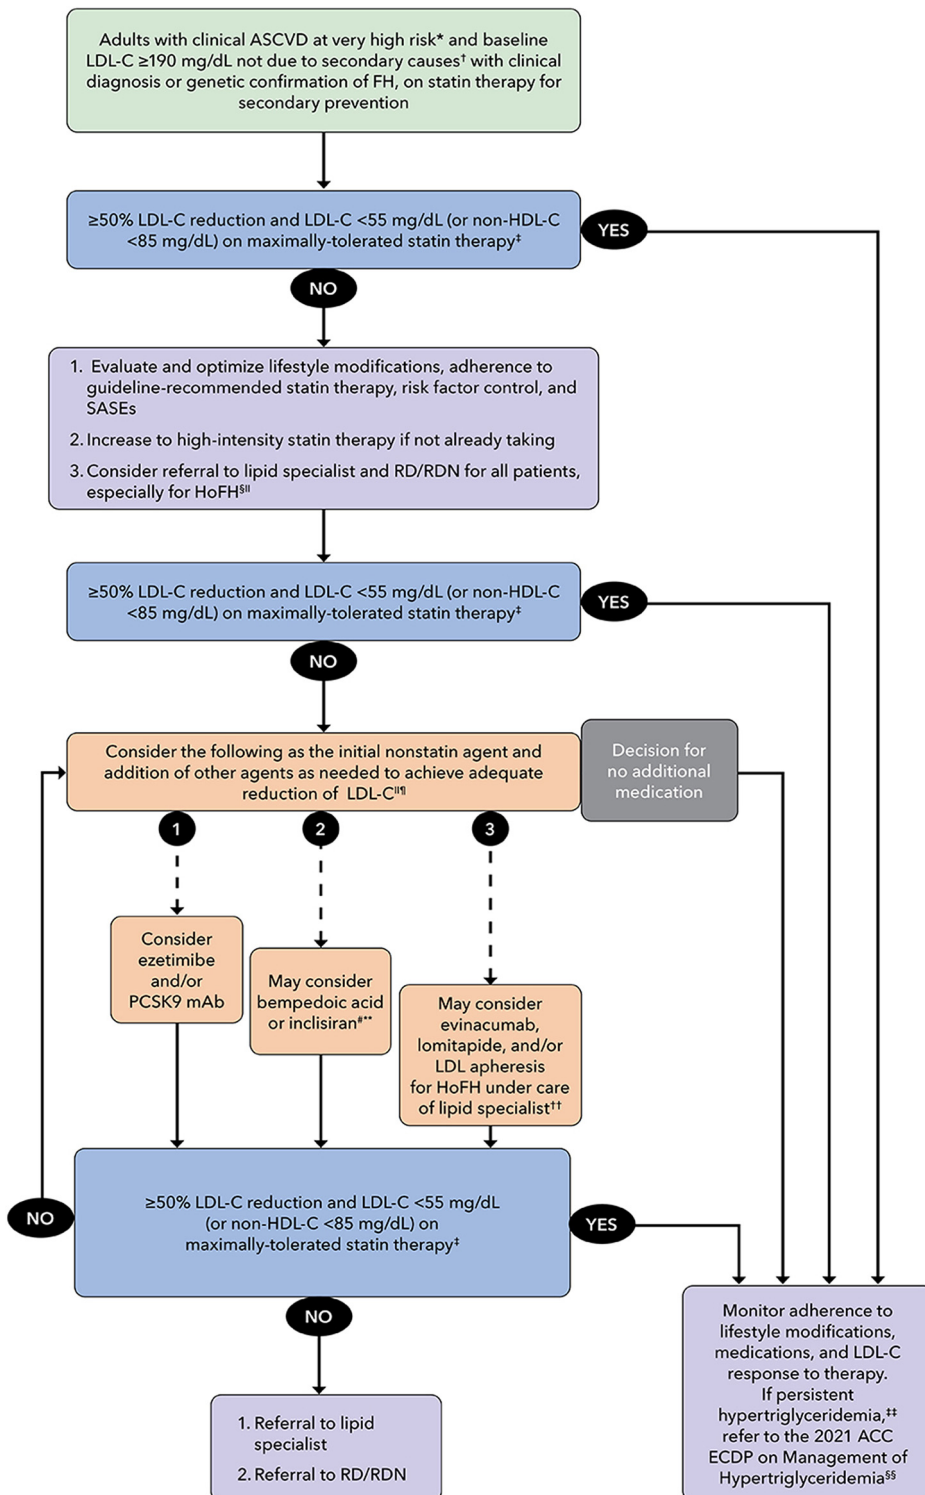 Adults with clinical ASCVD at very high risk* and baseline
LDL-C ≥190 mg/dL not due to secondary causes† with clinical
diagnosis or genetic confirmation of FH, on statin therapy for
secondary prevention
≥50% LDL-C reduction and LDL-C <55 mg/dL (or non-HDL-C
<85 mg/dL) on maximally-tolerated statin therapy‡
YES
NO
1. Evaluate and optimize lifestyle modifications, adherence to
guideline-recommended statin therapy, risk factor control, and
SASEs
2. Increase to high-intensity statin therapy if not already taking
3. Consider referral to lipid specialist and RD/RDN for all patients,
especially for HoFH§||
≥50% LDL-C reduction and LDL-C <55 mg/dL (or non-HDL-C
<85 mg/dL) on maximally-tolerated statin therapy‡
YES
NO
Consider the following as the initial nonstatin agent and
addition of other agents as needed to achieve adequate
reduction of LDL-C||¶
Decision for
no additional
medication
1
2
3
Consider
ezetimibe
and/or
PCSK9 mAb
May consider
bempedoic acid
or inclisiran#**
May consider
evinacumab,
lomitapide, and/or
LDL apheresis
for HoFH under care
of lipid specialist††
≥50% LDL-C reduction and LDL-C <55 mg/dL
(or non-HDL-C <85 mg/dL) on
maximally-tolerated statin therapy‡
NO
YES
NO
1. Referral to lipid
specialist
2. Referral to RD/RDN
Monitor adherence to
lifestyle modifications,
medications, and LDL-C
response to therapy.
If persistent
hypertriglyceridemia,‡‡
refer to the 2021 ACC
ECDP on Management of
Hypertriglyceridemia§§